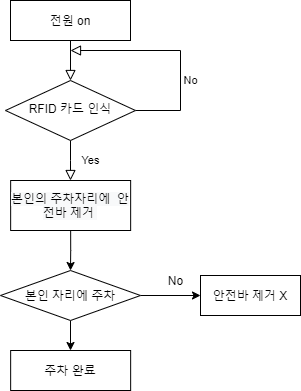 전원 on
No
RFID 카드 인식
Yes
본인의 주차자리에 안
전바 제거
본인 자리에 주차
No
안전바 제거 X
주차 완료